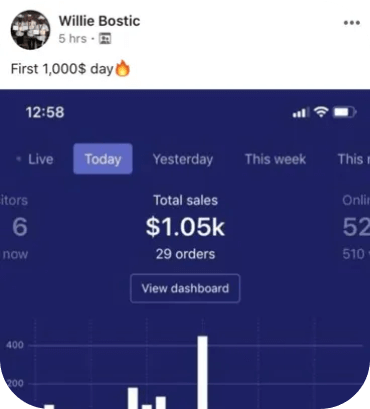 Willie Bostic
5 hrs ·
First 1,000$ day🔥
12:58
• Live Today Yesterday This week This
itors Total sales Onli
6 $1.05k 52
now 29 orders 510
View dashboard
400
200